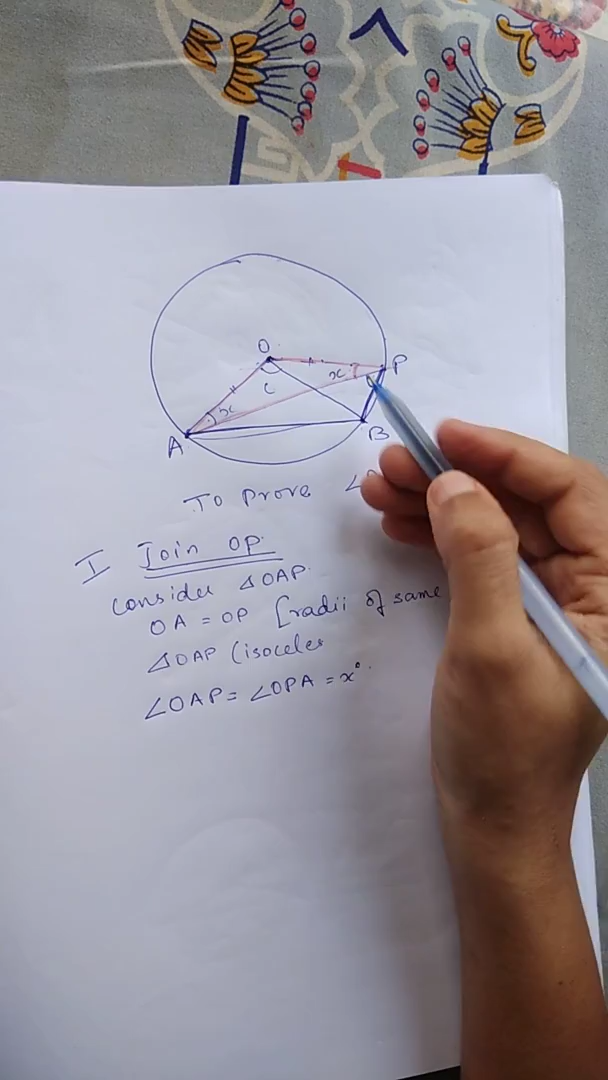 O
P
x
C
x
A
B
To Prove ∠
I Join OP.
Consider △OAP.
OA = OP [radii of same
△OAP (isoceles
∠OAP = ∠OPA = x°.